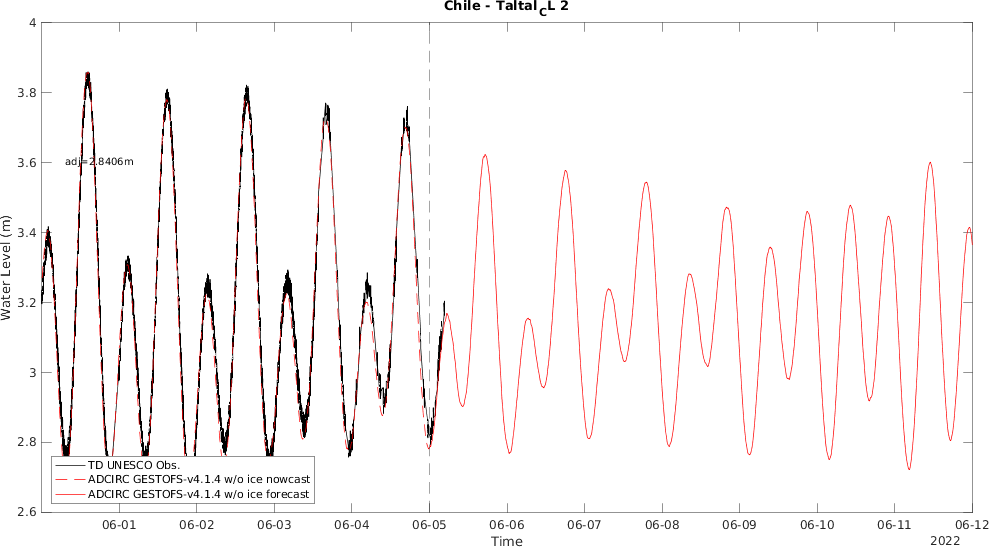 Chile - Taltal_CL 2
Water Level (m)
4
3.8
3.6
3.4
3.2
3
2.8
2.6
adj=2.8406m
TD UNESCO Obs.
ADCIRC GESTOFS-v4.1.4 w/o ice nowcast
ADCIRC GESTOFS-v4.1.4 w/o ice forecast
06-01 06-02 06-03 06-04 06-05 06-06 06-07 06-08 06-09 06-10 06-11 06-12
Time
2022